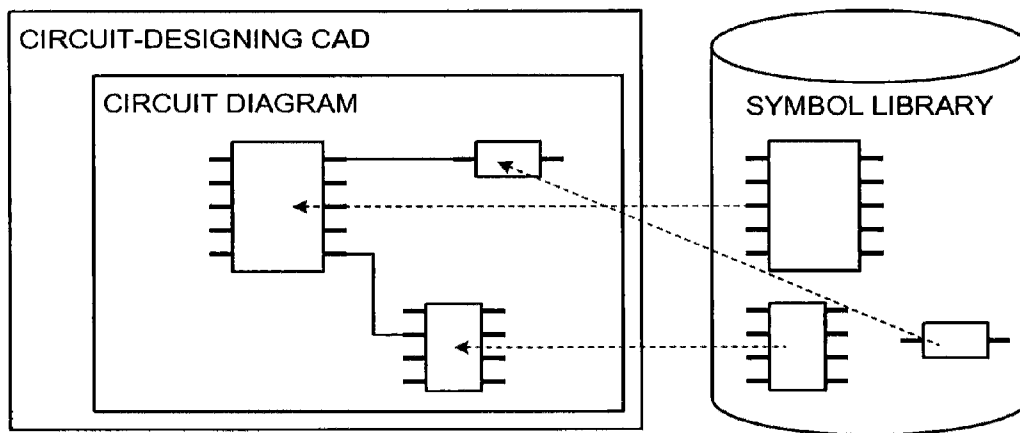 CIRCUIT-DESIGNING CAD
CIRCUIT DIAGRAM
SYMBOL LIBRARY